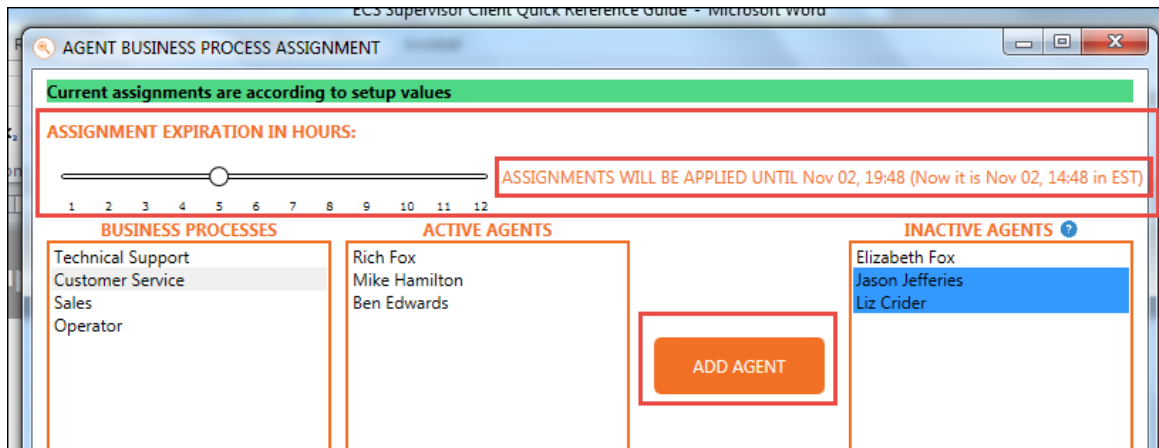 ECS Supervisor Client Quick Reference Guide - Microsoft Word
AGENT BUSINESS PROCESS ASSIGNMENT
Current assignments are according to setup values
ASSIGNMENT EXPIRATION IN HOURS:
ASSIGNMENTS WILL BE APPLIED UNTIL Nov 02, 19:48 (Now it is Nov 02, 14:48 in EST)
1 2 3 4 5 6 7 8 9 10 11 12
BUSINESS PROCESSES
Technical Support
Customer Service
Sales
Operator
ACTIVE AGENTS
Rich Fox
Mike Hamilton
Ben Edwards
ADD AGENT
INACTIVE AGENTS ?
Elizabeth Fox
Jason Jefferies
Liz Crider